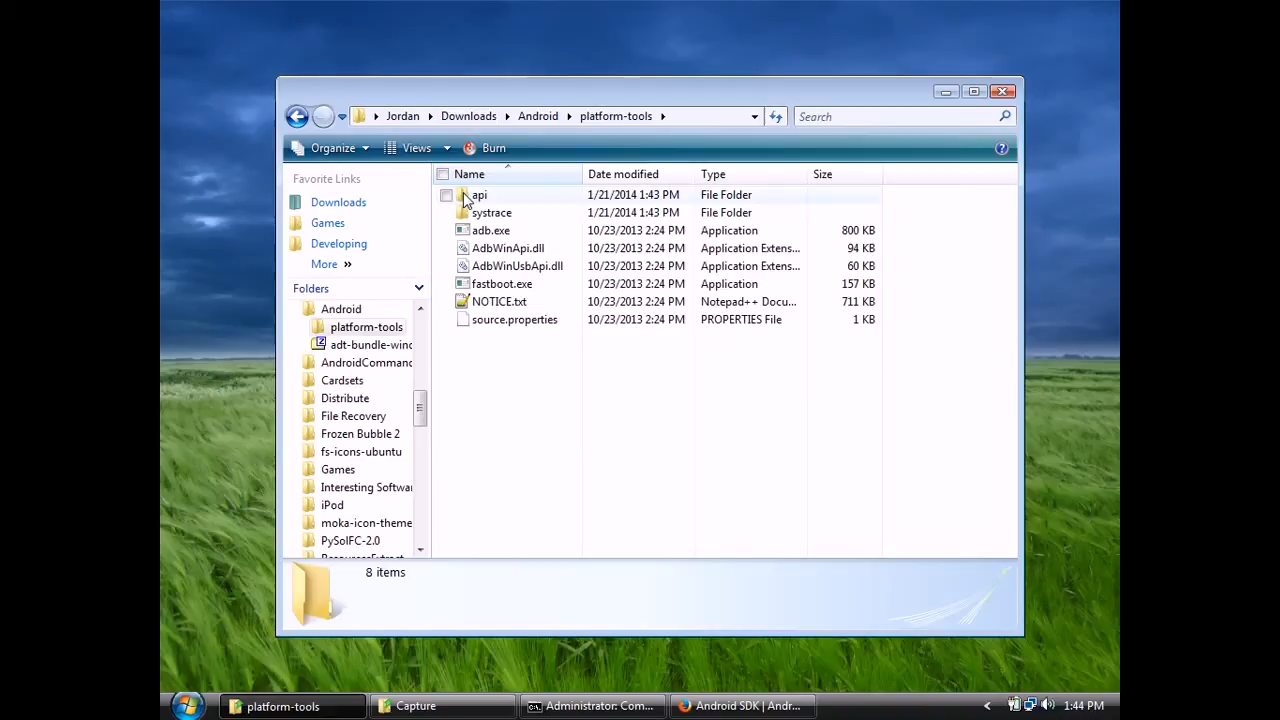 Jordan Downloads Android platform-tools Search
Organize Views Burn
Favorite Links
Downloads
Games
Developing
More »
Folders
Android
platform-tools
adt-bundle-winc
AndroidCommanc
Cardsets
Distribute
File Recovery
Frozen Bubble 2
fs-icons-ubuntu
Games
Interesting Softwar
iPod
moka-icon-theme
PySolFC-2.0
Name Date modified Type Size
api 1/21/2014 1:43 PM File Folder
systrace 1/21/2014 1:43 PM File Folder
adb.exe 10/23/2013 2:24 PM Application 800 KB
AdbWinApi.dll 10/23/2013 2:24 PM Application Extens... 94 KB
AdbWinUsbApi.dll 10/23/2013 2:24 PM Application Extens... 60 KB
fastboot.exe 10/23/2013 2:24 PM Application 157 KB
NOTICE.txt 10/23/2013 2:24 PM Notepad++ Docu... 711 KB
source.properties 10/23/2013 2:24 PM PROPERTIES File 1 KB
8 items
platform-tools Capture Administrator: Com... Android SDK | Andr... 1:44 PM